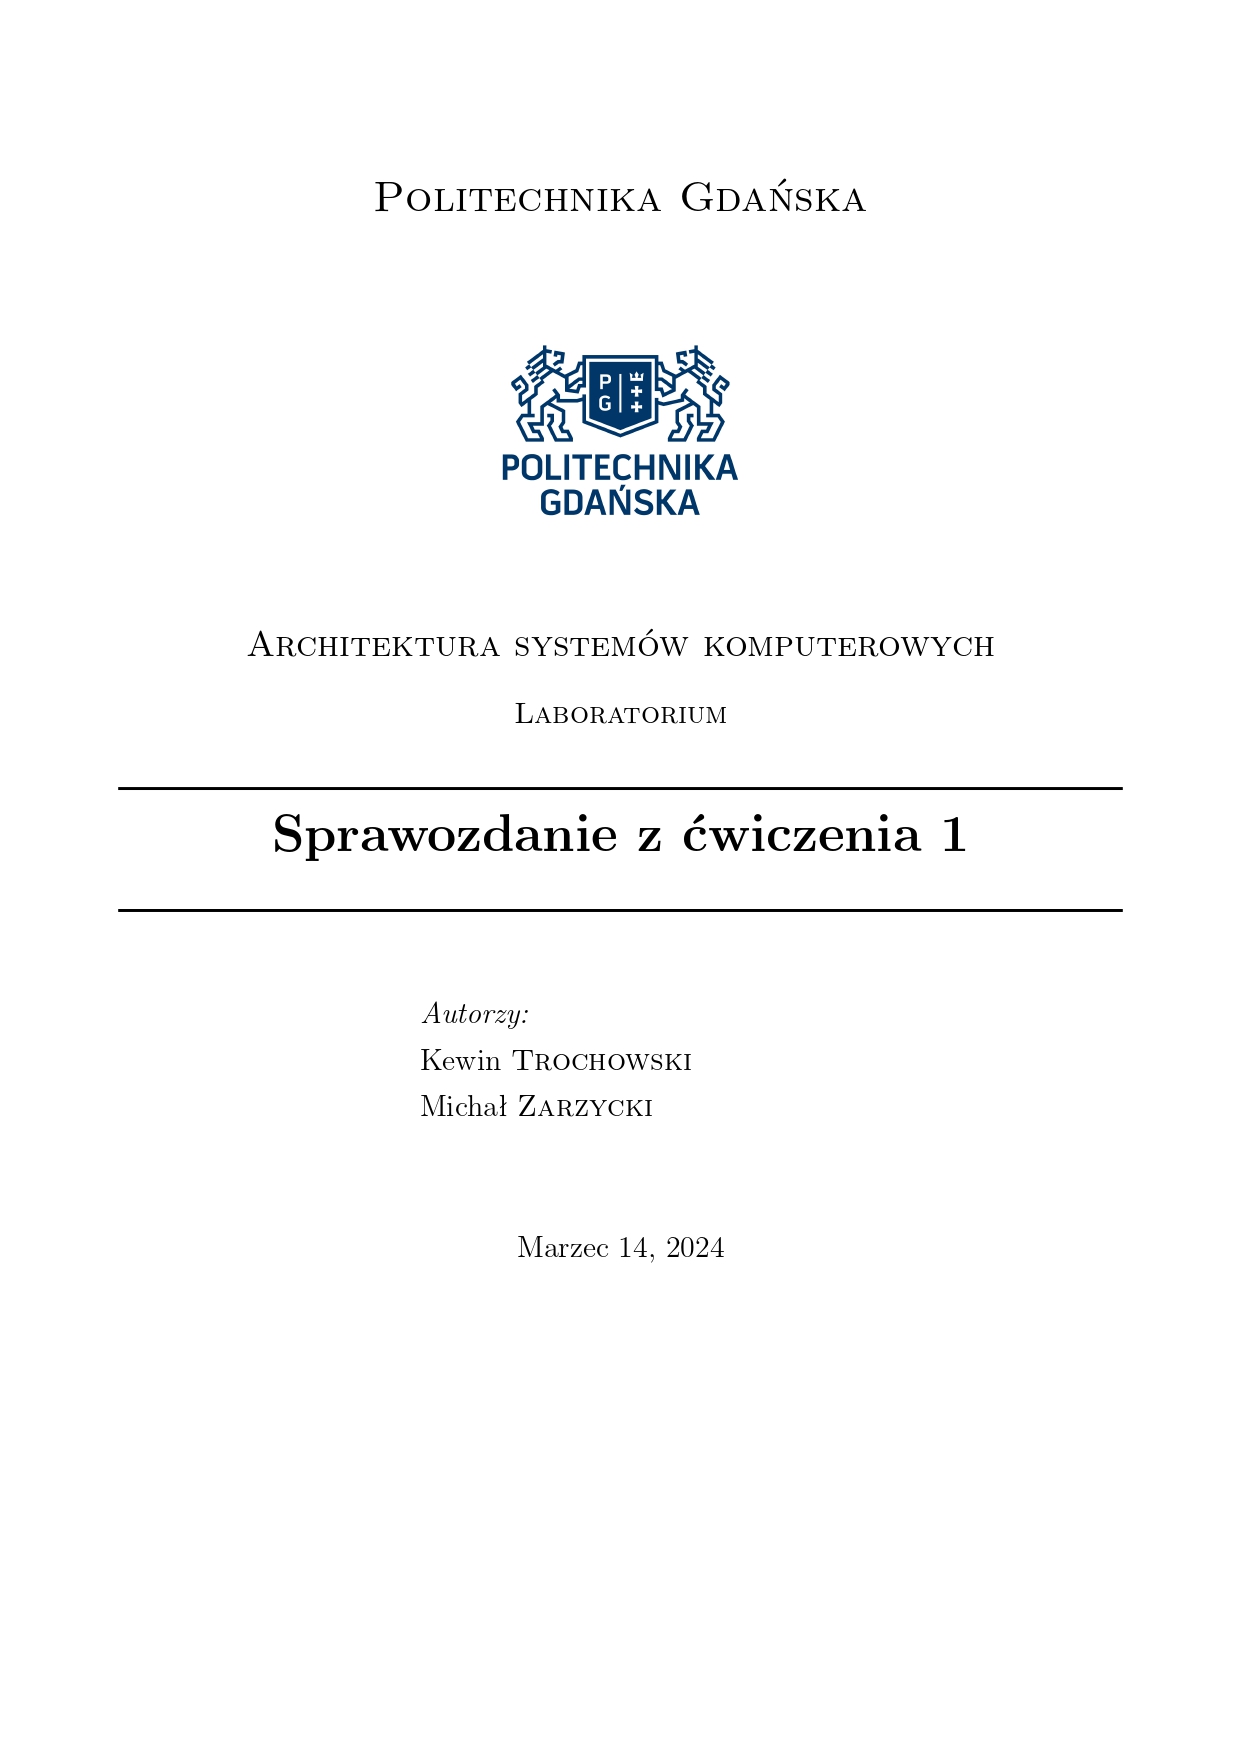 Politechnika Gdańska
P G
POLITECHNIKA
GDAŃSKA
Architektura systemów komputerowych
Laboratorium
Sprawozdanie z ćwiczenia 1
Autorzy:
Kewin Trochowski
Michał Zarzycki
Marzec 14, 2024